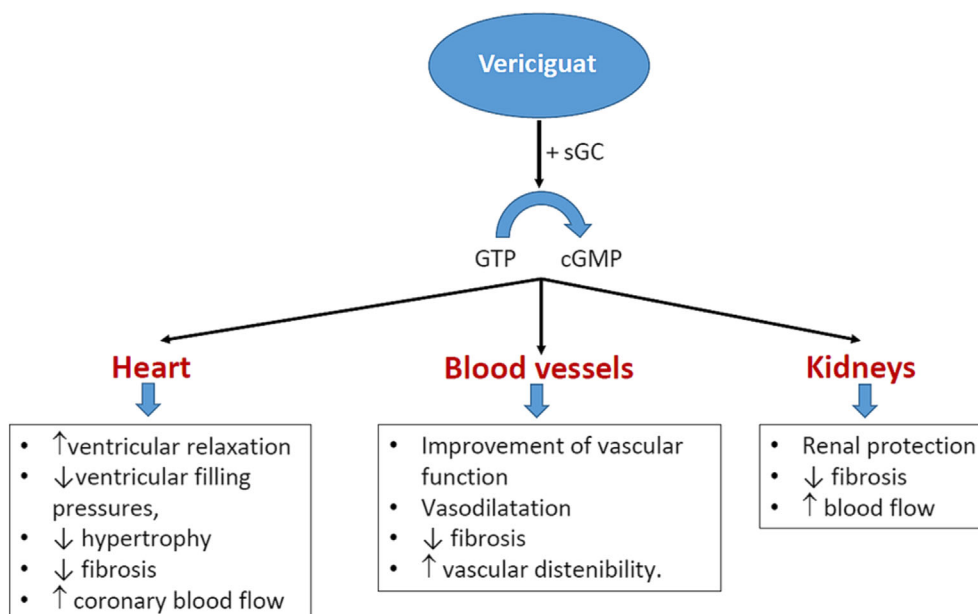 Vericiguat
+ sGC
GTP
cGMP
Heart
• ↑ventricular relaxation
• ↓ventricular filling
pressures,
• ↓ hypertrophy
• ↓ fibrosis
• ↑ coronary blood flow
Blood vessels
• Improvement of vascular
function
• Vasodilatation
• ↓ fibrosis
• ↑ vascular distenibility.
Kidneys
• Renal protection
• ↓ fibrosis
• ↑ blood flow